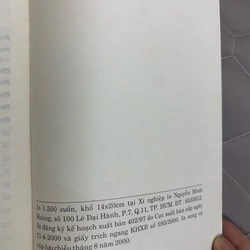 In 1.500 cuốn, khổ 14x20cm tại Xí nghiệp in Nguyễn Minh
Hoàng, số 100 Lê Đại Hành, P.7, Q.11, TP. HCM. ĐT: 8555812
Số đăng ký kế hoạch xuất bản 402/97 do Cục xuất bản cấp ngày
21-4-2000 và giấy trích ngang KHXB số 585/2000. In xong và
nộp lưu chiểu tháng 8 năm 2000.